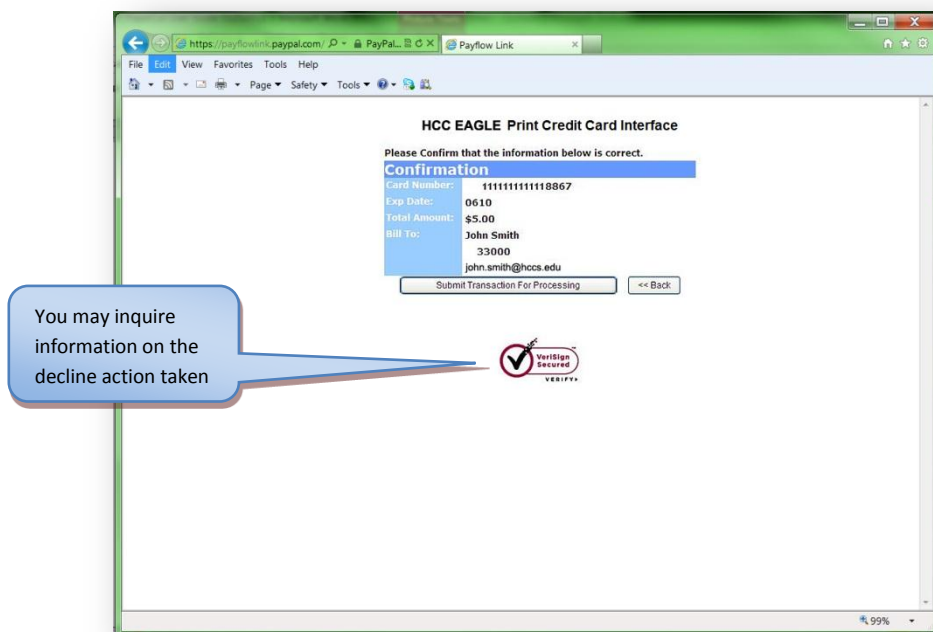 https://payflowlink.paypal.com/ PayPal... Payflow Link
File Edit View Favorites Tools Help
Page Safety Tools
HCC EAGLE Print Credit Card Interface
Please Confirm that the information below is correct.
Confirmation
Card Number: 1111111111118867
Exp Date: 0610
Total Amount: $5.00
Bill To: John Smith
33000
john.smith@hccs.edu
Submit Transaction For Processing << Back
You may inquire
information on the
decline action taken
VeriSign
Secured
VERIFY>
99%